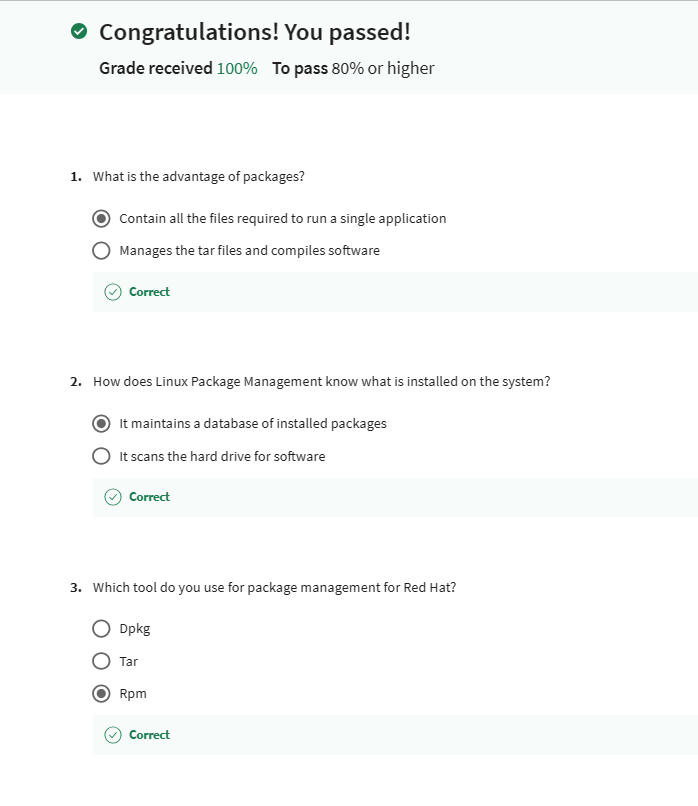 Congratulations! You passed!
Grade received 100% To pass 80% or higher
1. What is the advantage of packages?
Contain all the files required to run a single application
Manages the tar files and compiles software
Correct
2. How does Linux Package Management know what is installed on the system?
It maintains a database of installed packages
It scans the hard drive for software
Correct
3. Which tool do you use for package management for Red Hat?
Dpkg
Tar
Rpm
Correct